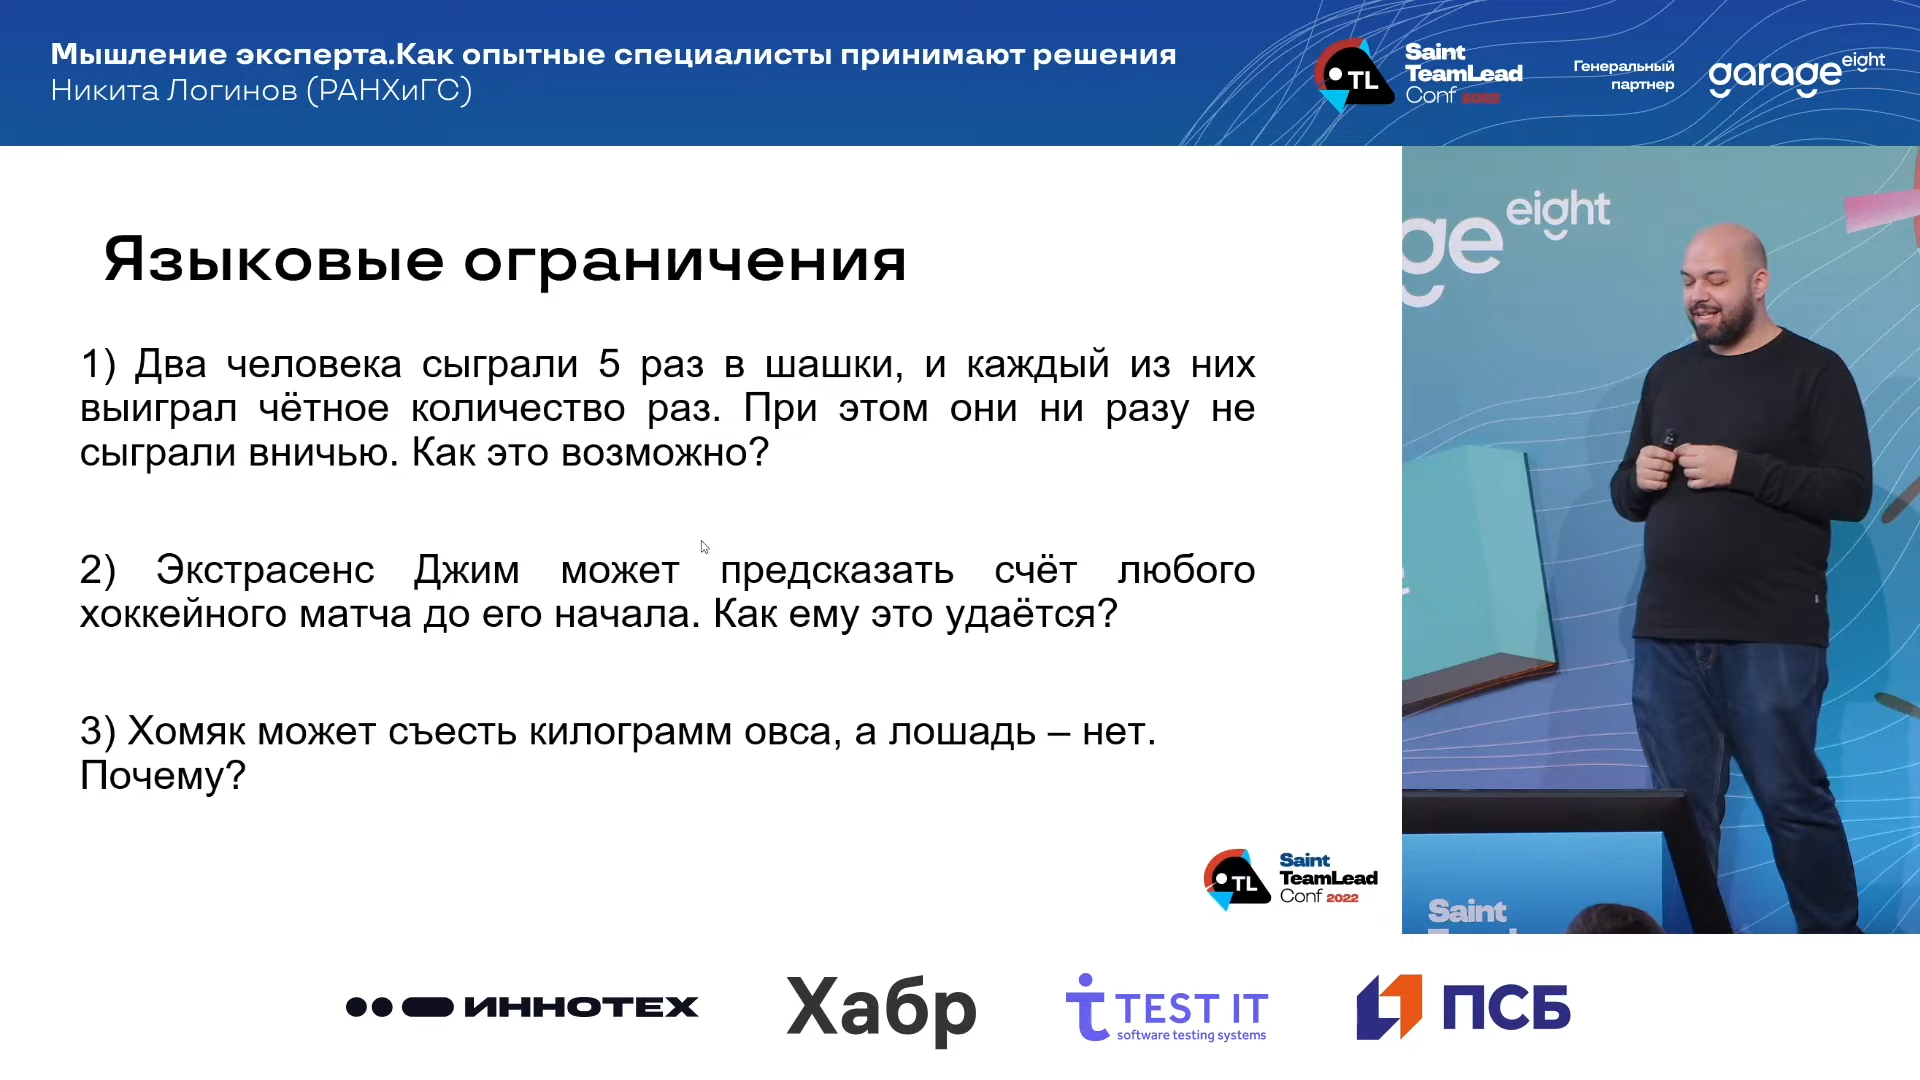 Мышление эксперта.Как опытные специалисты принимают решения
Никита Логинов (РАНХиГС)
TL
Saint
TeamLead
Conf 2022
Генеральный
партнер
garage eight
Языковые ограничения
1) Два человека сыграли 5 раз в шашки, и каждый из них
выиграл чётное количество раз. При этом они ни разу не
сыграли вничью. Как это возможно?
2) Экстрасенс Джим может предсказать счёт любого
хоккейного матча до его начала. Как ему это удаётся?
3) Хомяк может съесть килограмм овса, а лошадь – нет.
Почему?
ge eight
TL
Saint
TeamLead
Conf 2022
Saint
ИННОТЕХ
Хабр
TEST IT
software testing systems
ПСБ